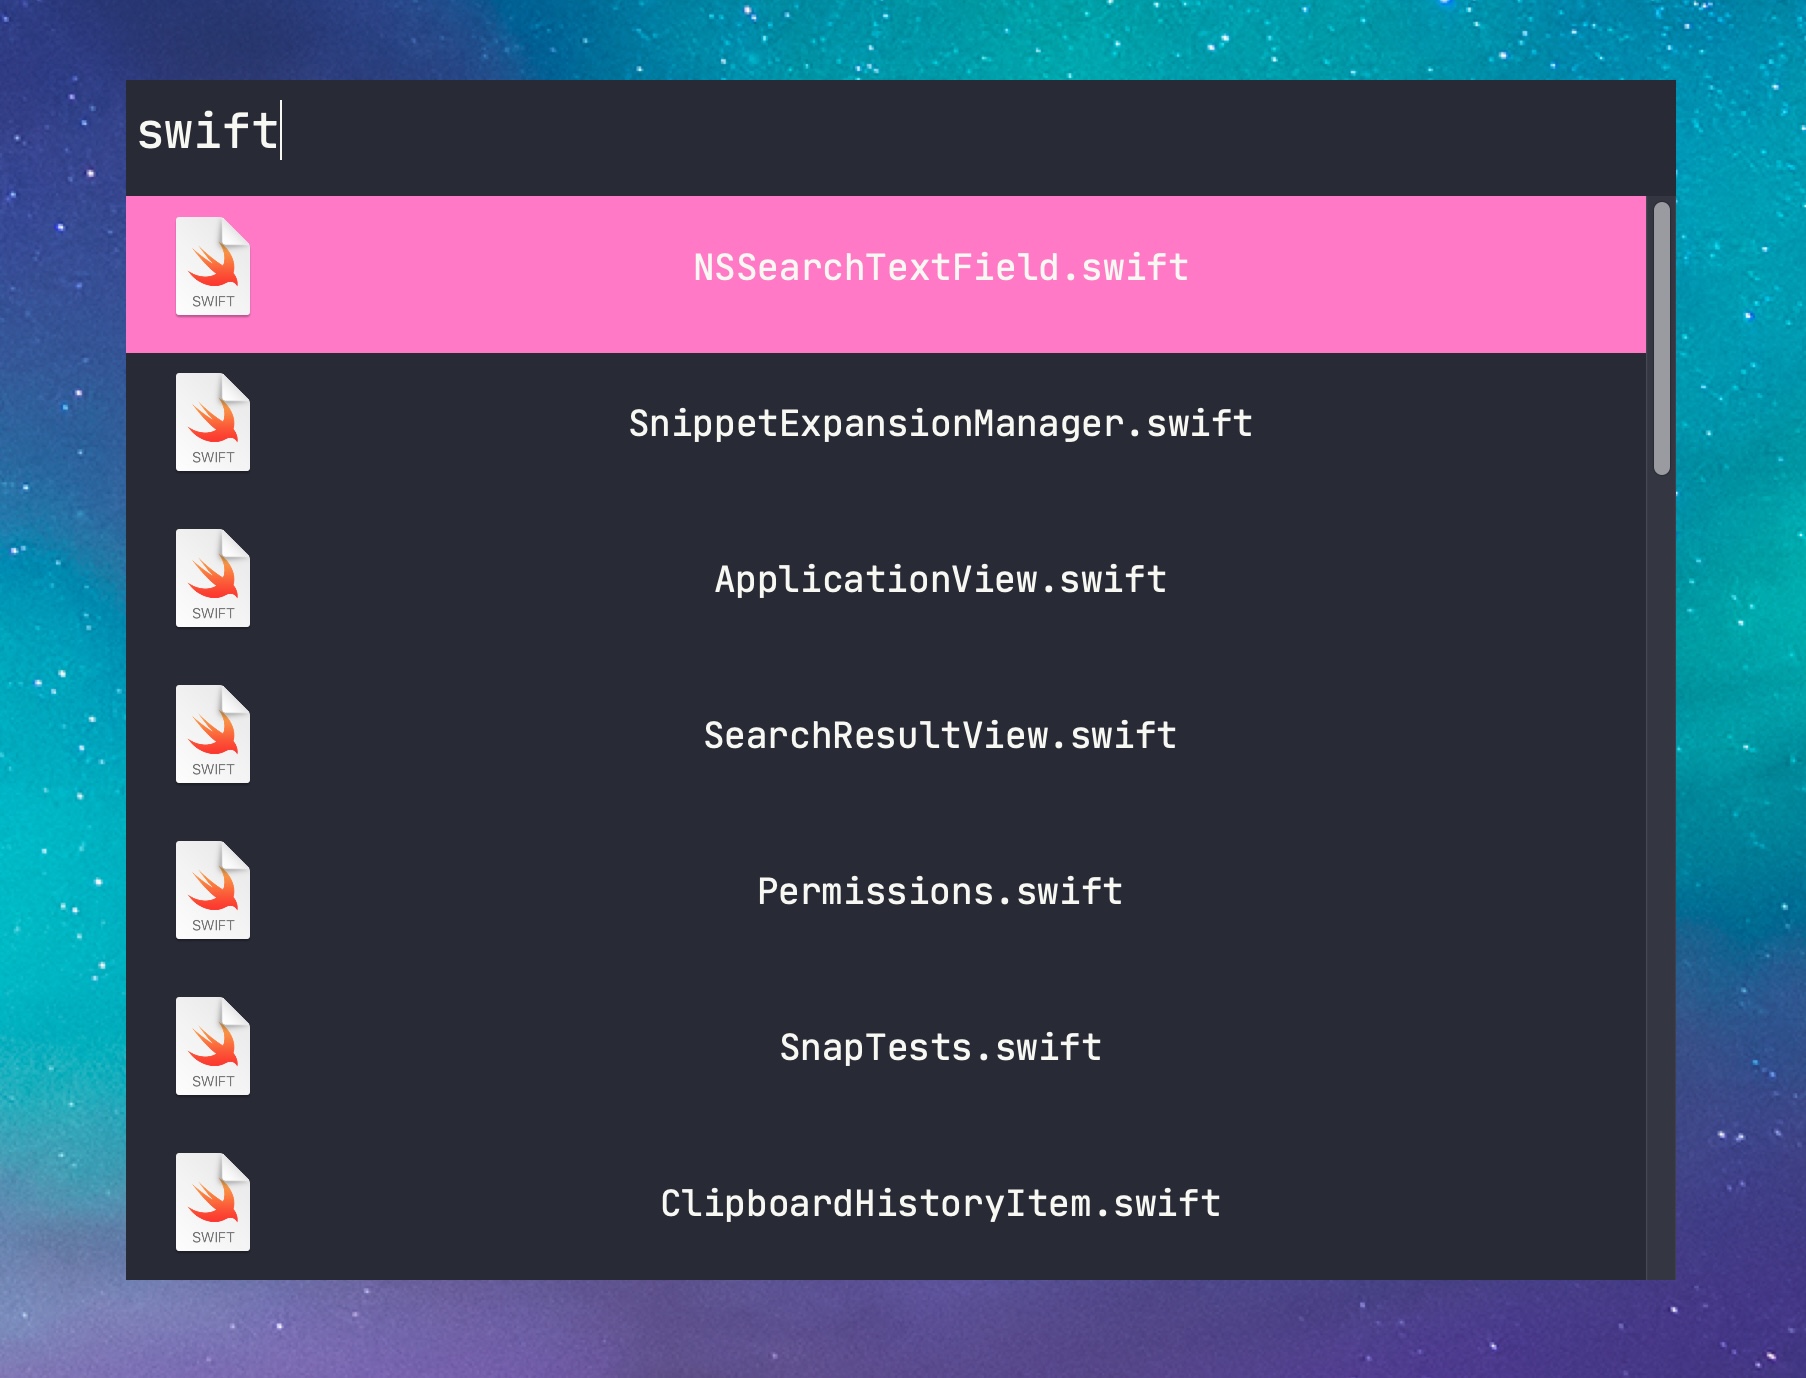 swift
SWIFT
NSSearchTextField.swift
SWIFT
SnippetExpansionManager.swift
SWIFT
ApplicationView.swift
SWIFT
SearchResultView.swift
SWIFT
Permissions.swift
SWIFT
SnapTests.swift
SWIFT
ClipboardHistoryItem.swift